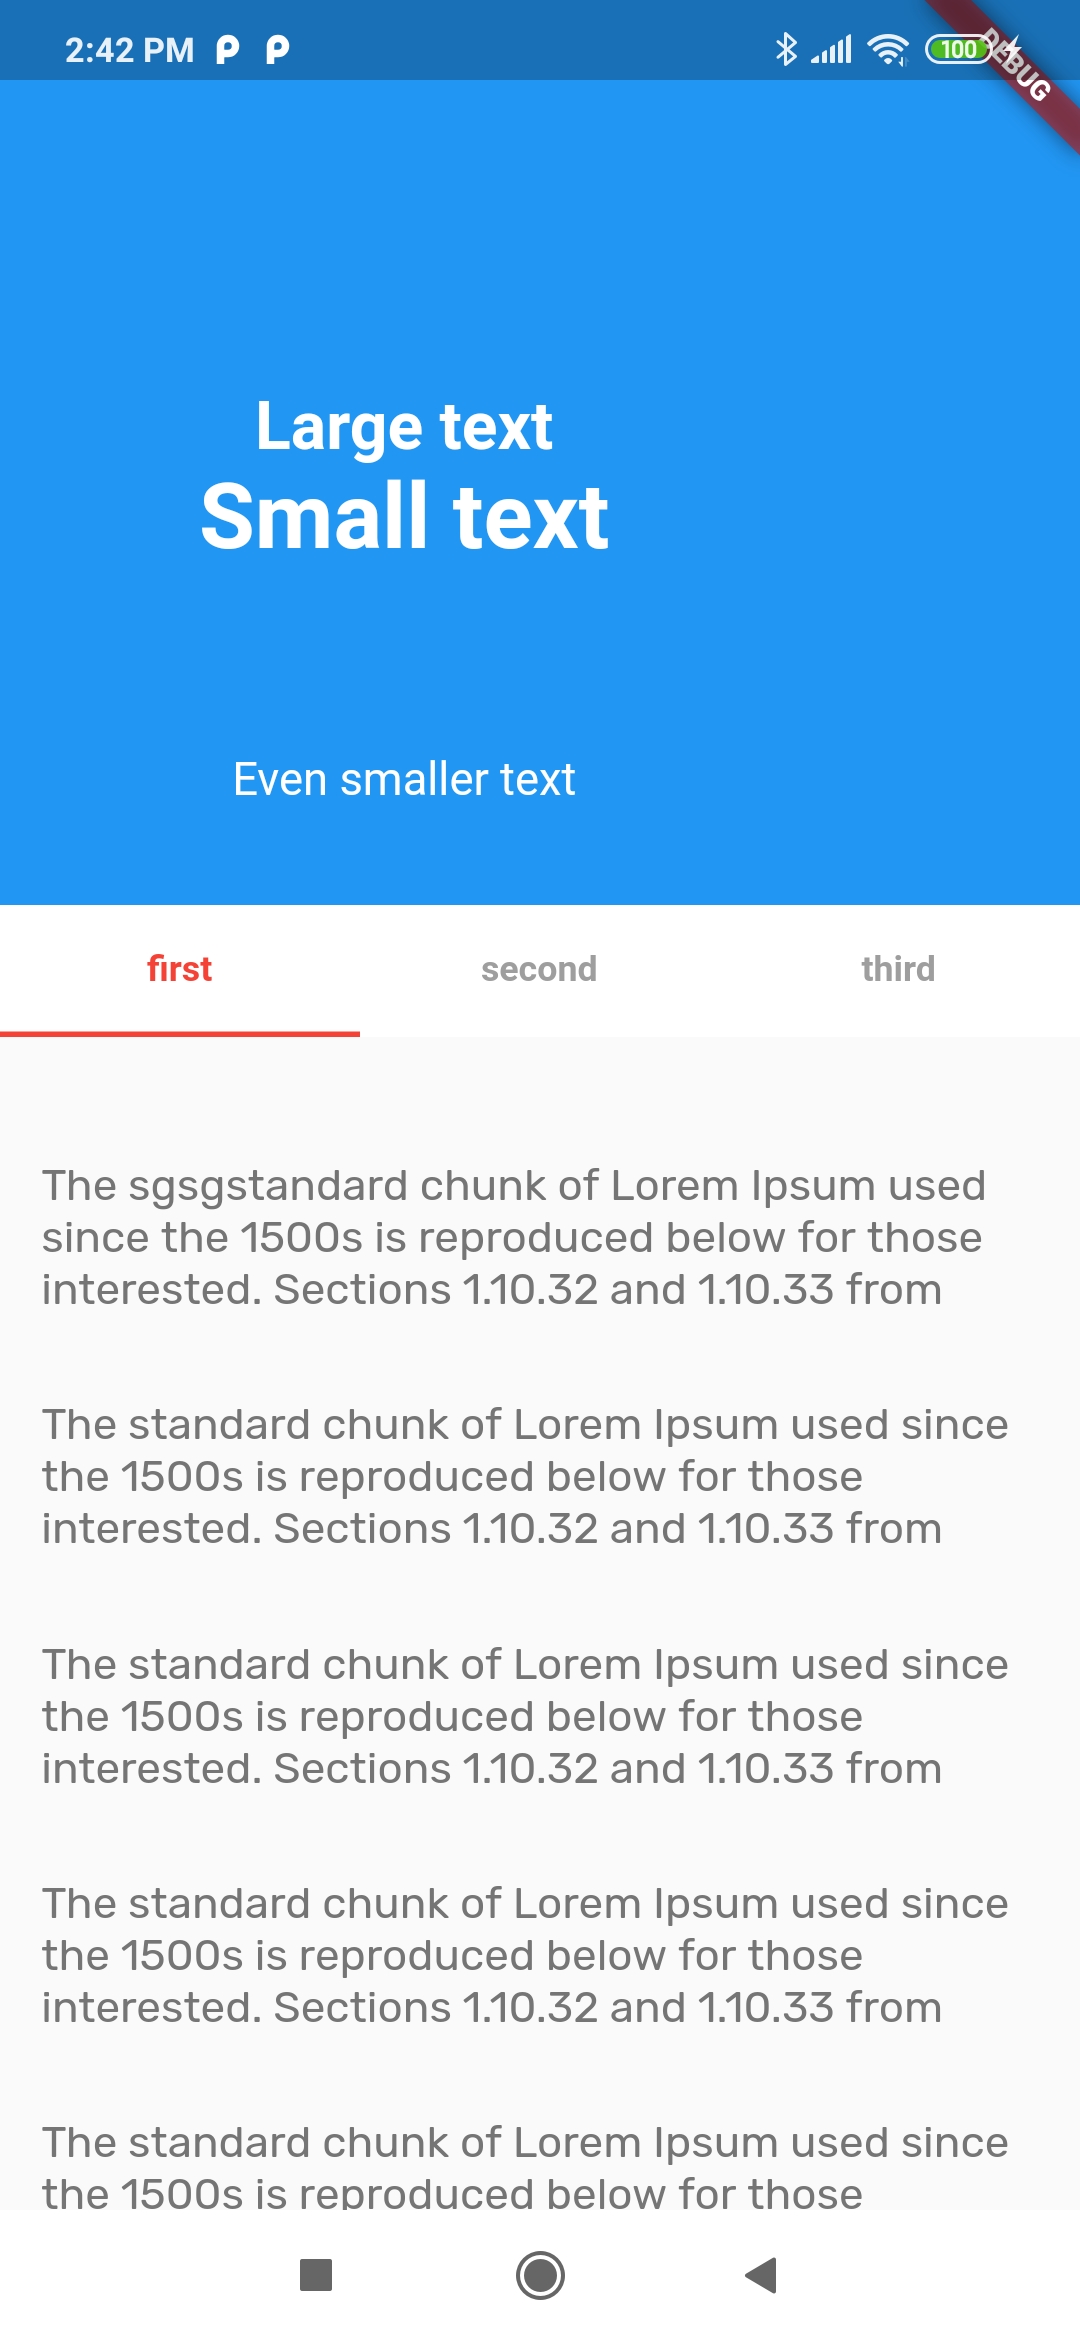 2:42 PM
100
DEBUG
Large text
Small text
Even smaller text
first second third
The sgsgstandard chunk of Lorem Ipsum used
since the 1500s is reproduced below for those
interested. Sections 1.10.32 and 1.10.33 from
The standard chunk of Lorem Ipsum used since
the 1500s is reproduced below for those
interested. Sections 1.10.32 and 1.10.33 from
The standard chunk of Lorem Ipsum used since
the 1500s is reproduced below for those
interested. Sections 1.10.32 and 1.10.33 from
The standard chunk of Lorem Ipsum used since
the 1500s is reproduced below for those
interested. Sections 1.10.32 and 1.10.33 from
The standard chunk of Lorem Ipsum used since
the 1500s is reproduced below for those